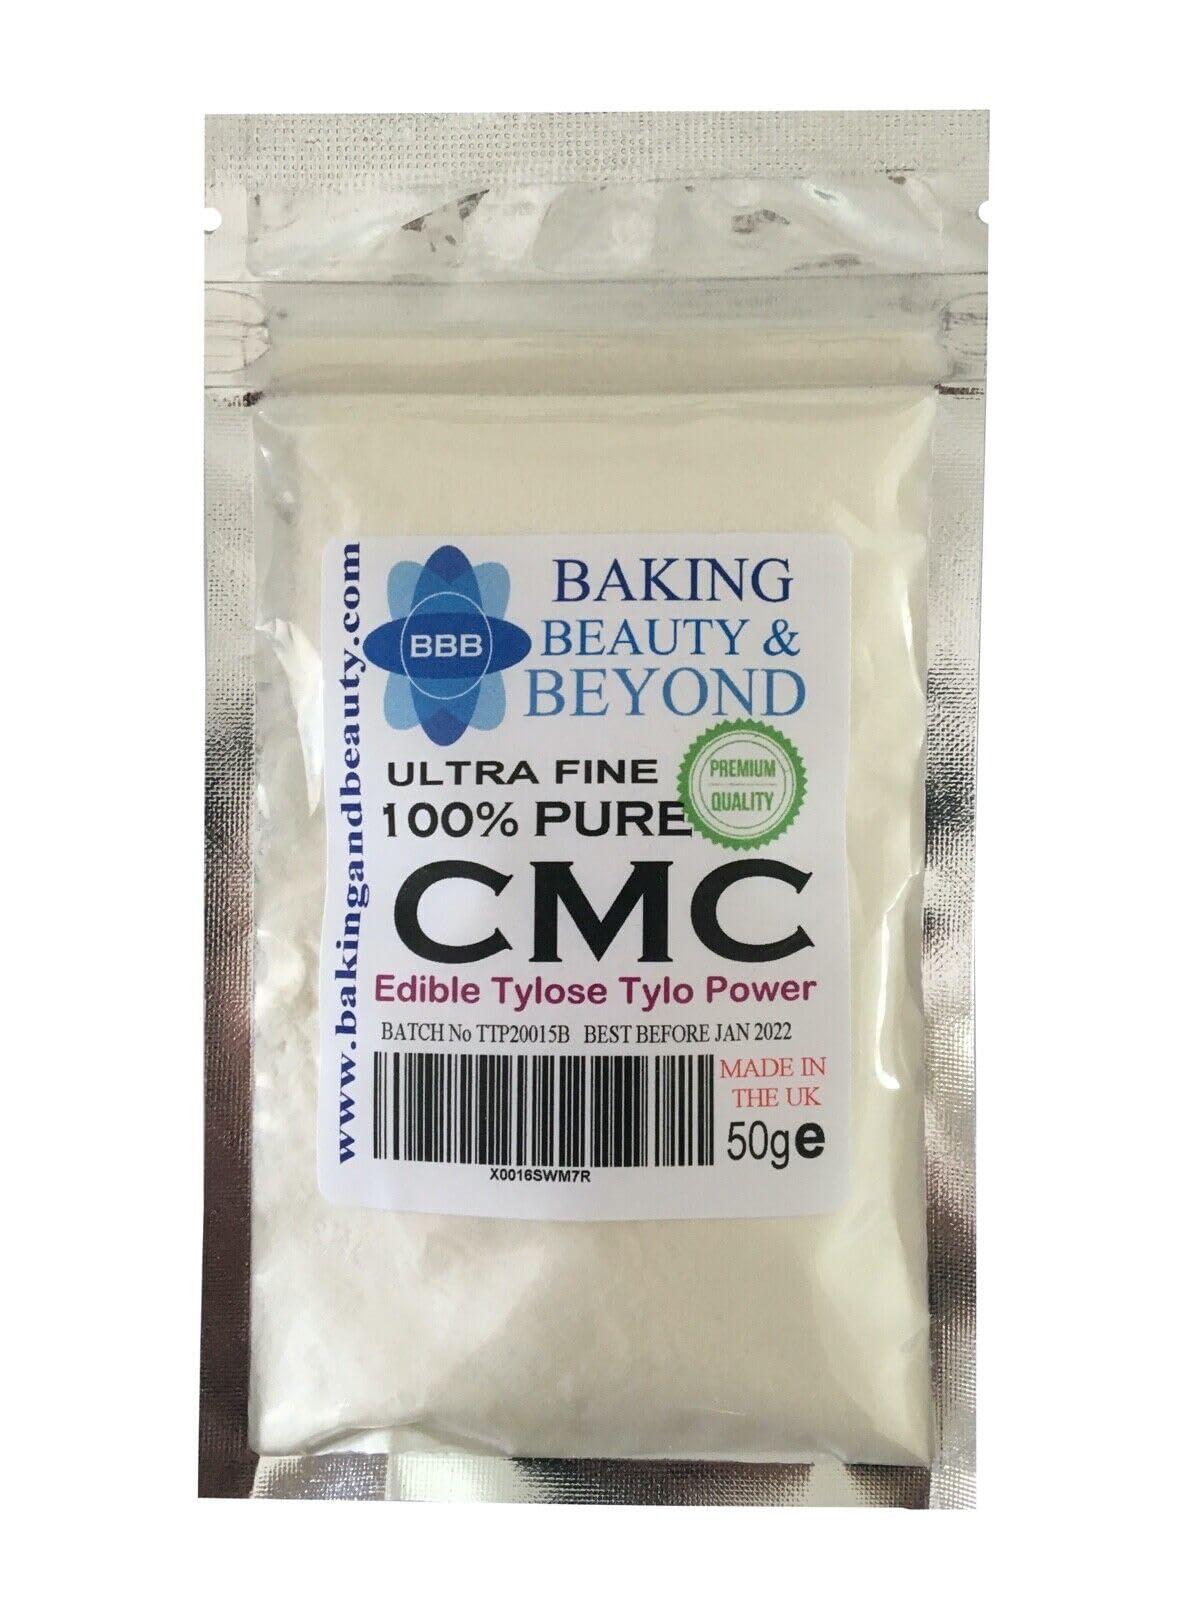 www.bakingandbeauty.com
BBB
BAKING
BEAUTY &
BEYOND
ULTRA FINE
100% PURE
PREMIUM
QUALITY
CMC
Edible Tylose Tylo Power
BATCH No TTP20015B BEST BEFORE JAN 2022
MADE IN
THE UK
50g e
X0016SWM7R